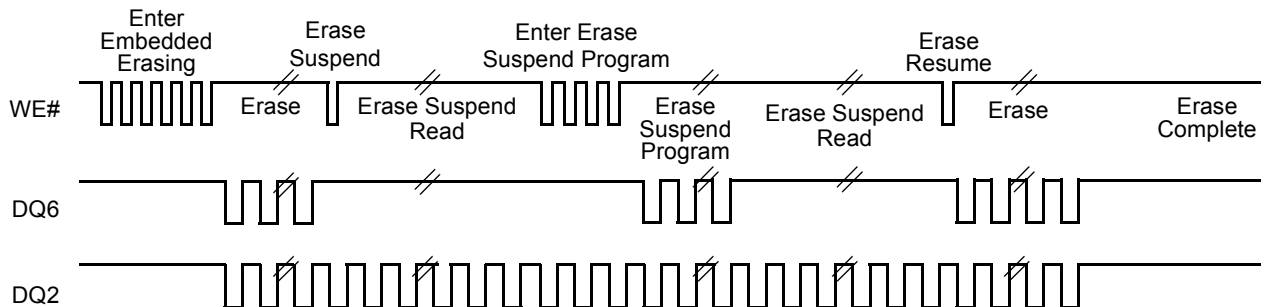 Enter
Embedded
Erasing
Erase
Suspend
Enter Erase
Suspend Program
Erase
Resume
WE#
Erase
Erase Suspend
Read
Erase
Suspend
Program
Erase Suspend
Read
Erase
Erase
Complete
DQ6
DQ2